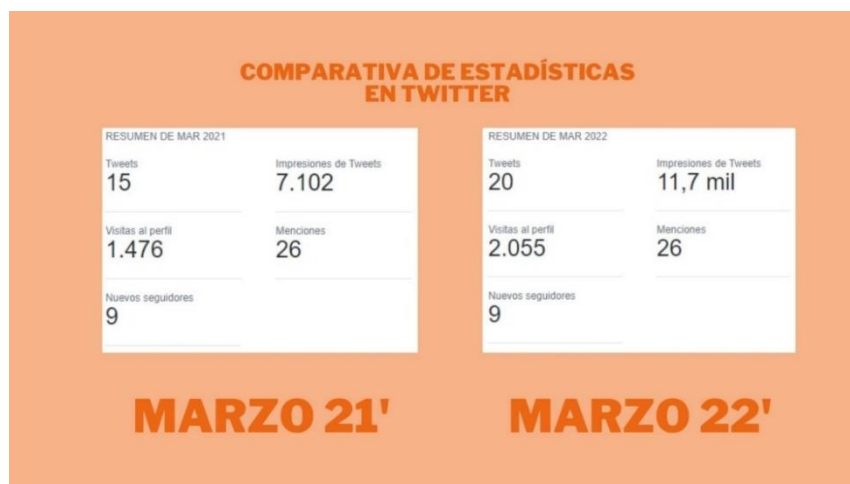 COMPARATIVA DE ESTADÍSTICAS
EN TWITTER
RESUMEN DE MAR 2021
Tweets
15
Impresiones de Tweets
7.102
Visitas al perfil
1.476
Menciones
26
Nuevos seguidores
9
MARZO 21'
RESUMEN DE MAR 2022
Tweets
20
Impresiones de Tweets
11,7 mil
Visitas al perfil
2.055
Menciones
26
Nuevos seguidores
9
MARZO 22'